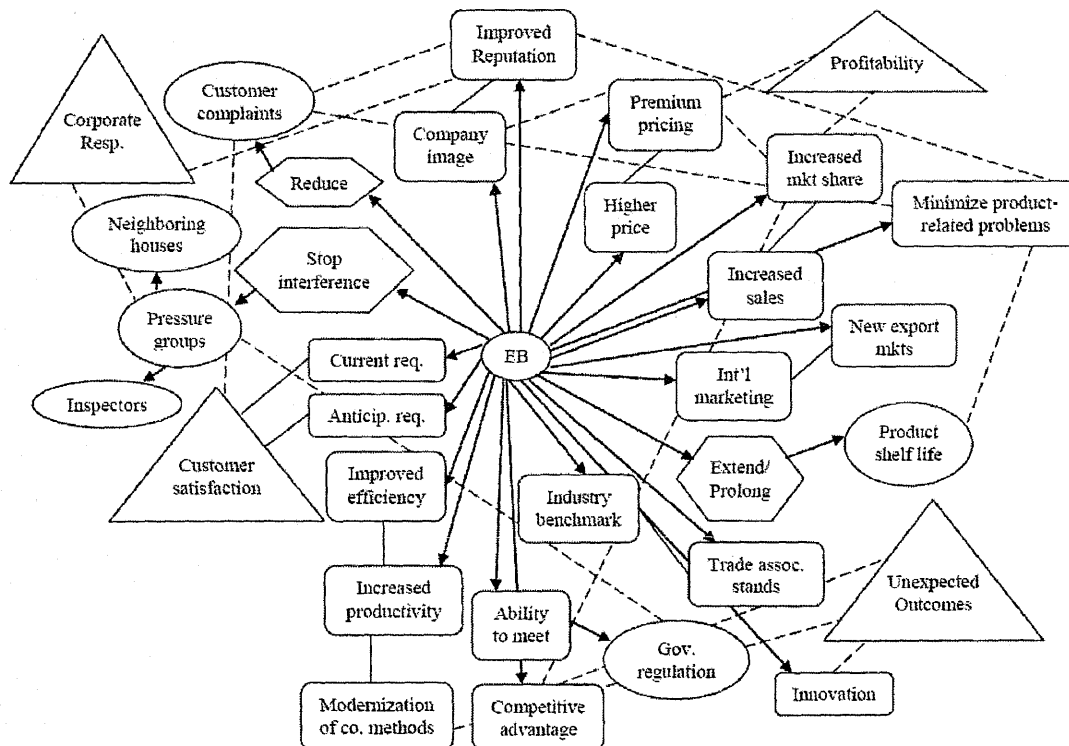 Improved
Reputation
Profitability
Customer
complaints
Corporate
Resp.
Company
image
Premium
pricing
Increased
mkt share
Reduce
Higher
price
Minimize product-
related problems
Neighboring
houses
Stop
interference
Increased
sales
Pressure
groups
EB
New export
mkts
Current req.
Int'l
marketing
Inspectors
Anticip. req.
Product
shelf life
Customer
satisfaction
Improved
efficiency
Extend/
Prolong
Industry
benchmark
Trade assoc.
stands
Unexpected
Outcomes
Increased
productivity
Ability
to meet
Gov.
regulation
Modernization
of co. methods
Competitive
advantage
Innovation